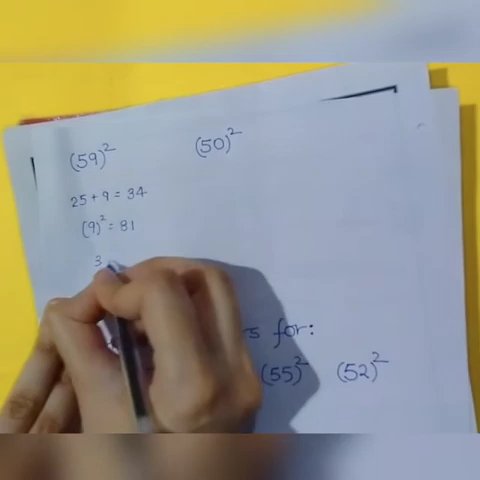 (59)² (50)²
25 + 9 = 34
(9)² = 81
3
for:
(55)² (52)²